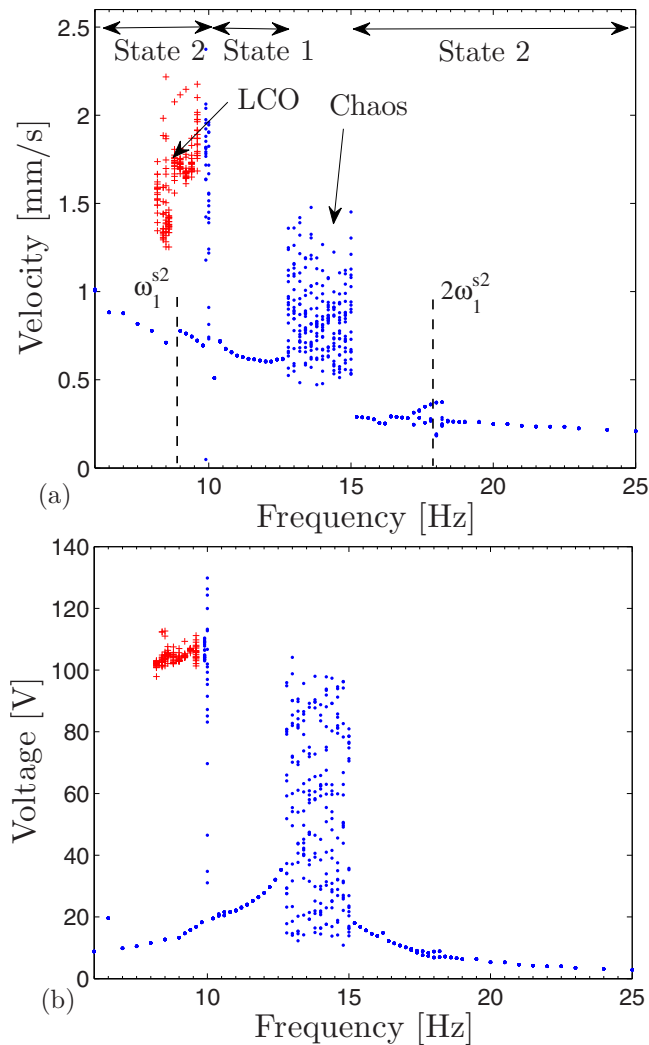 2.5
State 2
State 1
State 2
LCO
Chaos
2
1.5
1
0.5
0
Velocity [mm/s]
ω₁ˢ²
2ω₁ˢ²
10
15
20
25
(a)
Frequency [Hz]
140
120
100
80
60
40
20
0
Voltage [V]
10
15
20
25
(b)
Frequency [Hz]